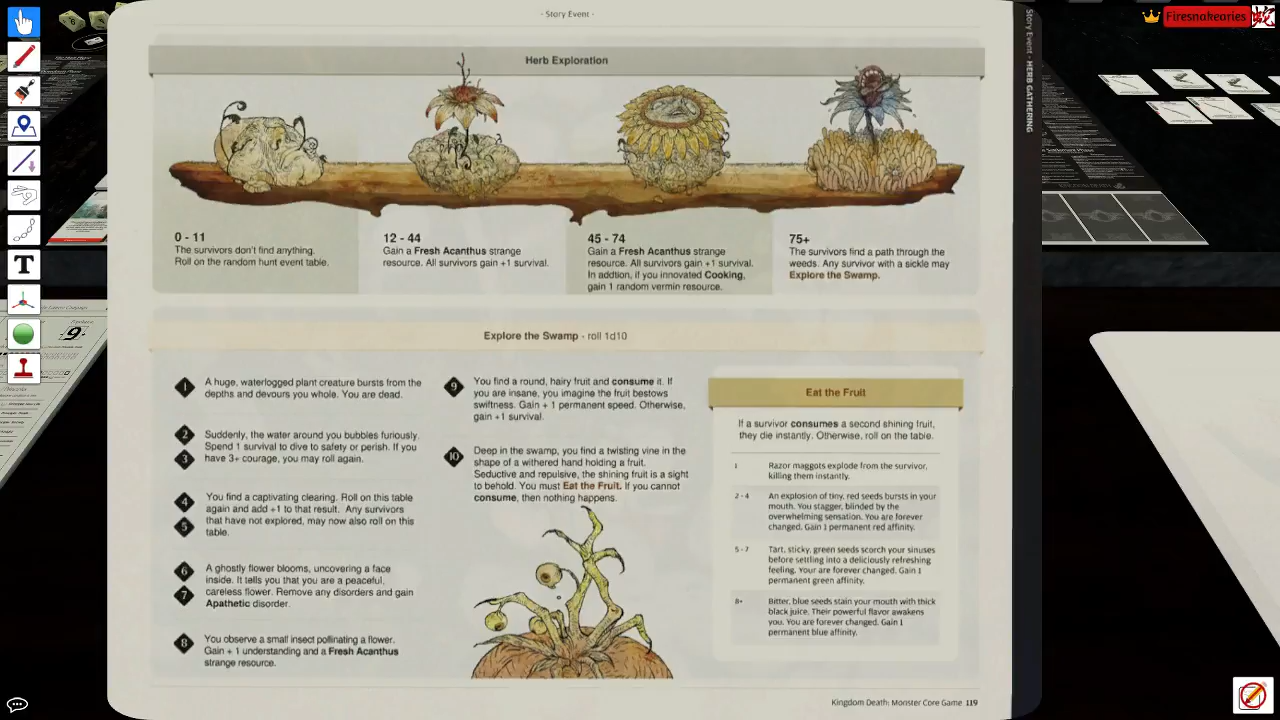 - Story Event -
Firesnakearies
Story Event - HERB GATHERING
Herb Exploration
0 - 11
The survivors don't find anything.
Roll on the random hunt event table.
12 - 44
Gain a Fresh Acanthus strange
resource. All survivors gain +1 survival.
45 - 74
Gain a Fresh Acanthus strange
resource. All survivors gain +1 survival.
In addtion, if you innovated Cooking,
gain 1 random vermin resource.
75+
The survivors find a path through the
weeds. Any survivor with a sickle may
Explore the Swamp.
Explore the Swamp - roll 1d10
1
A huge, waterlogged plant creature bursts from the
depths and devours you whole. You are dead.
2
3
Suddenly, the water around you bubbles furiously.
Spend 1 survival to dive to safety or perish. If you
have 3+ courage, you may roll again.
4
5
You find a captivating clearing. Roll on this table
again and add +1 to that result. Any survivors
that have not explored, may now also roll on this
table.
6
7
A ghostly flower blooms, uncovering a face
inside. It tells you that you are a peaceful,
careless flower. Remove any disorders and gain
Apathetic disorder.
8
You observe a small insect pollinating a flower.
Gain + 1 understanding and a Fresh Acanthus
strange resource.
9
You find a round, hairy fruit and consume it. If
you are insane, you imagine the fruit bestows
swiftness. Gain + 1 permanent speed. Otherwise,
gain +1 survival.
10
Deep in the swamp, you find a twisting vine in the
shape of a withered hand holding a fruit.
Seductive and repulsive, the shining fruit is a sight
to behold. You must Eat the Fruit. If you cannot
consume, then nothing happens.
Eat the Fruit
If a survivor consumes a second shining fruit,
they die instantly. Otherwise, roll on the table.
1
Razor maggots explode from the survivor,
killing them instantly.
2 - 4
An explosion of tiny, red seeds bursts in your
mouth. You stagger, blinded by the
overwhelming sensation. You are forever
changed. Gain 1 permanent red affinity.
5 - 7
Tart, sticky, green seeds scorch your sinuses
before settling into a deliciously refreshing
feeling. Your are forever changed. Gain 1
permanent green affinity.
8+
Bitter, blue seeds stain your mouth with thick
black juice. Their powerful flavor awakens
you. You are forever changed. Gain 1
permanent blue affinity.
Kingdom Death: Monster Core Game 119
T
9